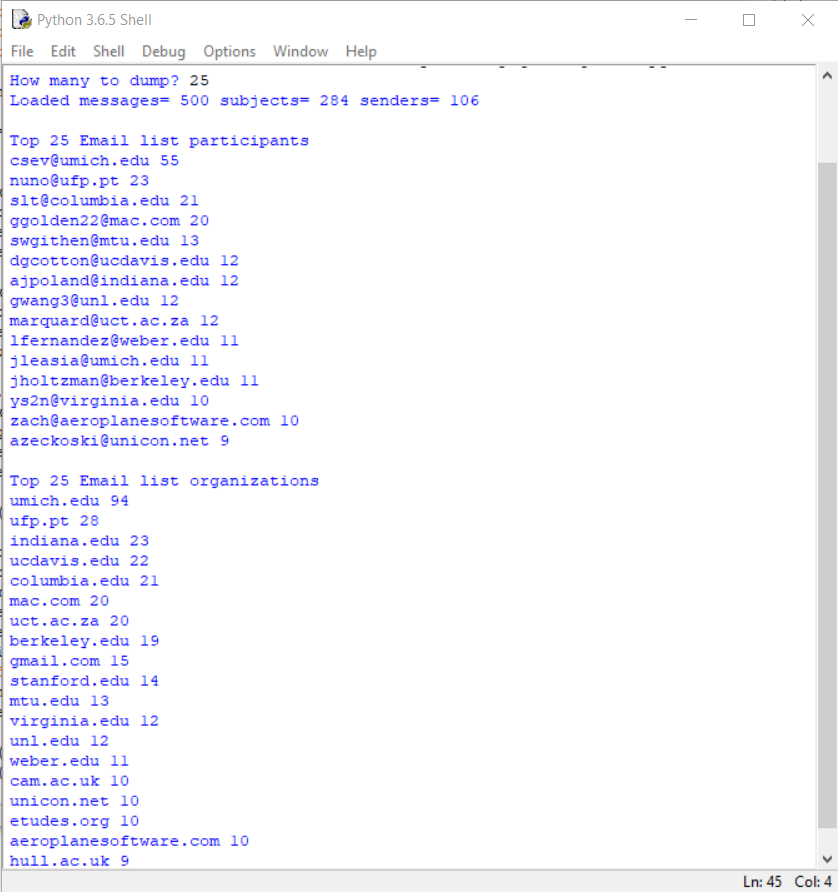 Python 3.6.5 Shell
File Edit Shell Debug Options Window Help
How many to dump? 25
Loaded messages= 500 subjects= 284 senders= 106
Top 25 Email list participants
csev@umich.edu 55
nuno@ufp.pt 23
slt@columbia.edu 21
ggolden22@mac.com 20
swgithen@mtu.edu 13
dgcotton@ucdavis.edu 12
ajpoland@indiana.edu 12
gwang3@unl.edu 12
marquard@uct.ac.za 12
lfernandez@weber.edu 11
jleasia@umich.edu 11
jholtzman@berkeley.edu 11
ys2n@virginia.edu 10
zach@aeroplanesoftware.com 10
azeckoski@unicon.net 9
Top 25 Email list organizations
umich.edu 94
ufp.pt 28
indiana.edu 23
ucdavis.edu 22
columbia.edu 21
mac.com 20
uct.ac.za 20
berkeley.edu 19
gmail.com 15
stanford.edu 14
mtu.edu 13
virginia.edu 12
unl.edu 12
weber.edu 11
cam.ac.uk 10
unicon.net 10
etudes.org 10
aeroplanesoftware.com 10
hull.ac.uk 9
Ln: 45 Col: 4